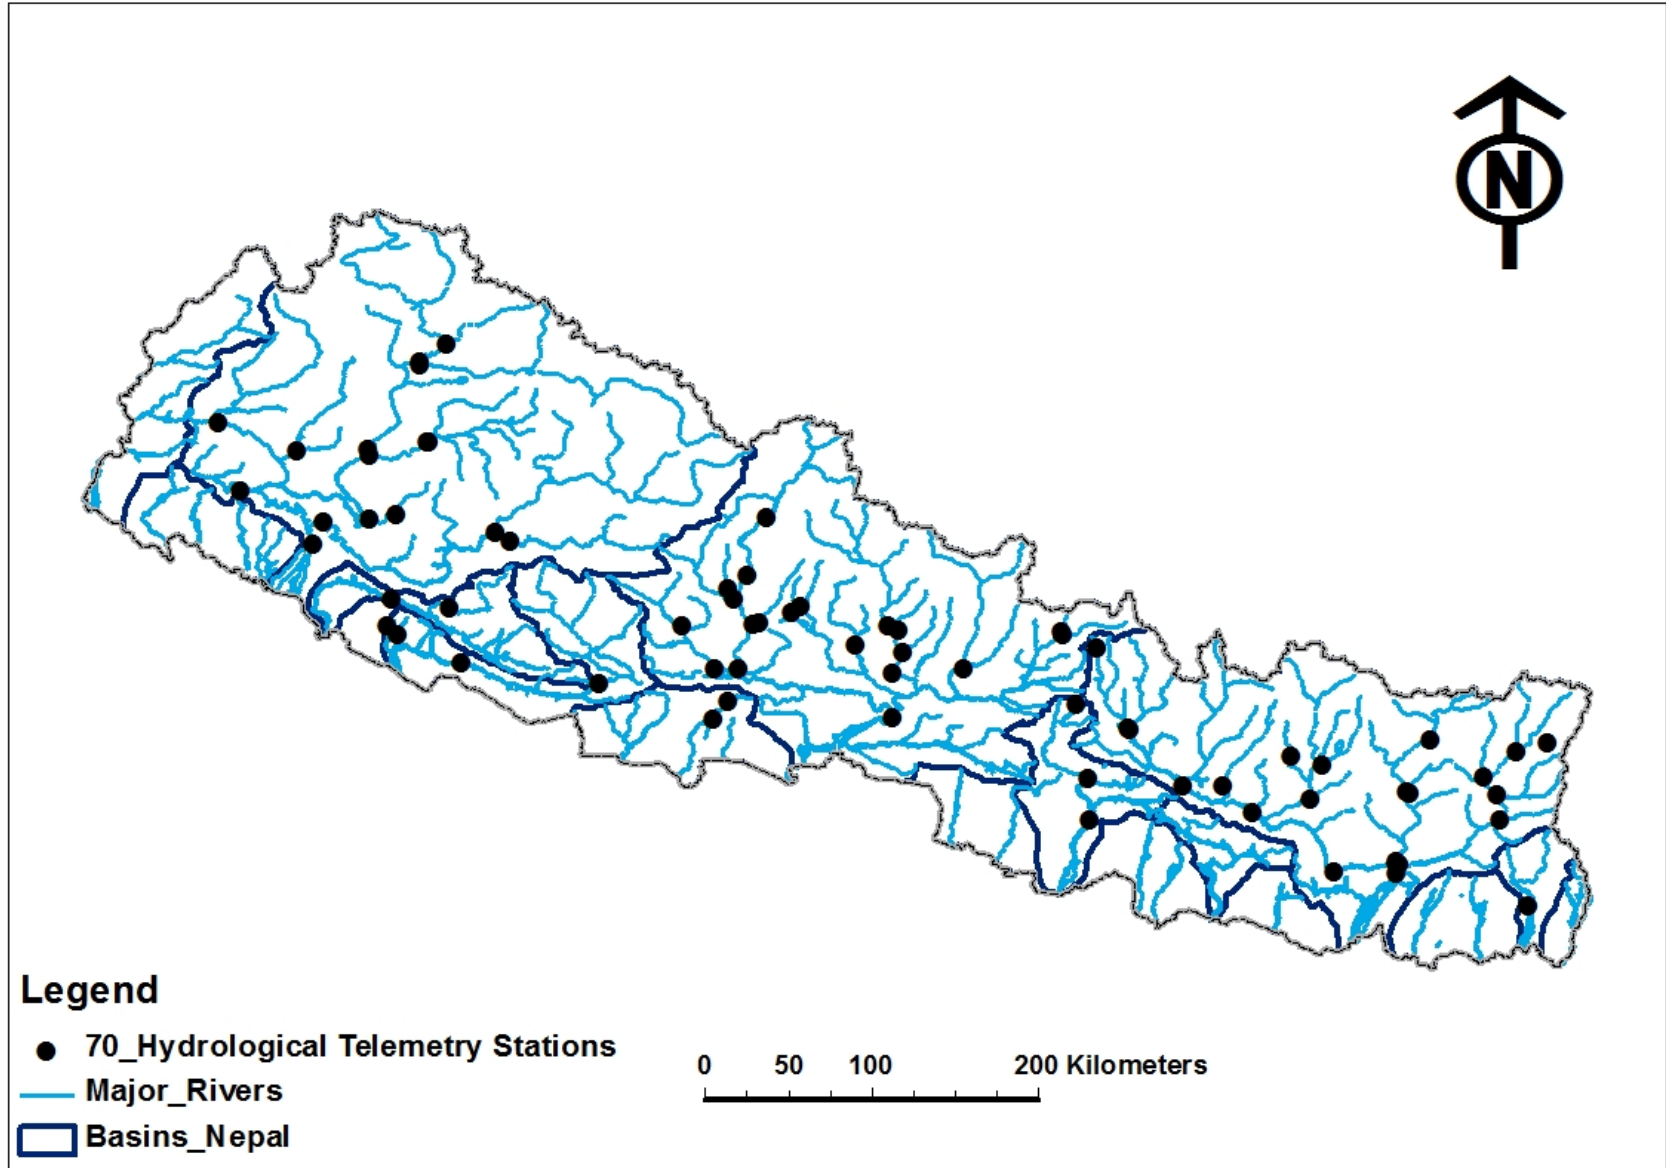 N
Legend
70_Hydrological Telemetry Stations
Major_Rivers
Basins_Nepal
0 50 100 200 Kilometers